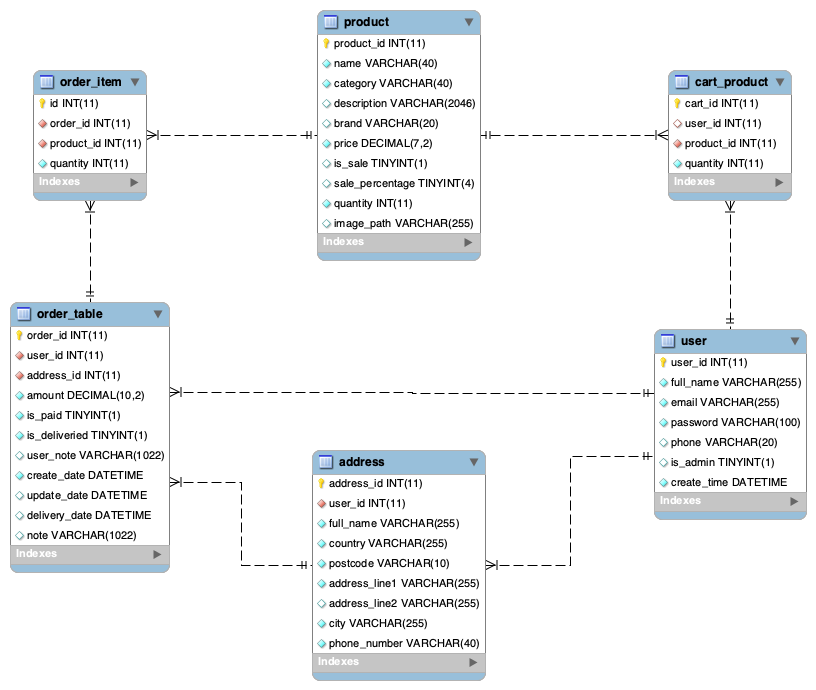 product
product_id INT(11)
name VARCHAR(40)
category VARCHAR(40)
description VARCHAR(2046)
brand VARCHAR(20)
price DECIMAL(7,2)
is_sale TINYINT(1)
sale_percentage TINYINT(4)
quantity INT(11)
image_path VARCHAR(255)
Indexes
order_item
id INT(11)
order_id INT(11)
product_id INT(11)
quantity INT(11)
Indexes
cart_product
cart_id INT(11)
user_id INT(11)
product_id INT(11)
quantity INT(11)
Indexes
order_table
order_id INT(11)
user_id INT(11)
address_id INT(11)
amount DECIMAL(10,2)
is_paid TINYINT(1)
is_deliveried TINYINT(1)
user_note VARCHAR(1022)
create_date DATETIME
update_date DATETIME
delivery_date DATETIME
note VARCHAR(1022)
Indexes
user
user_id INT(11)
full_name VARCHAR(255)
email VARCHAR(255)
password VARCHAR(100)
phone VARCHAR(20)
is_admin TINYINT(1)
create_time DATETIME
Indexes
address
address_id INT(11)
user_id INT(11)
full_name VARCHAR(255)
country VARCHAR(255)
postcode VARCHAR(10)
address_line1 VARCHAR(255)
address_line2 VARCHAR(255)
city VARCHAR(255)
phone_number VARCHAR(40)
Indexes